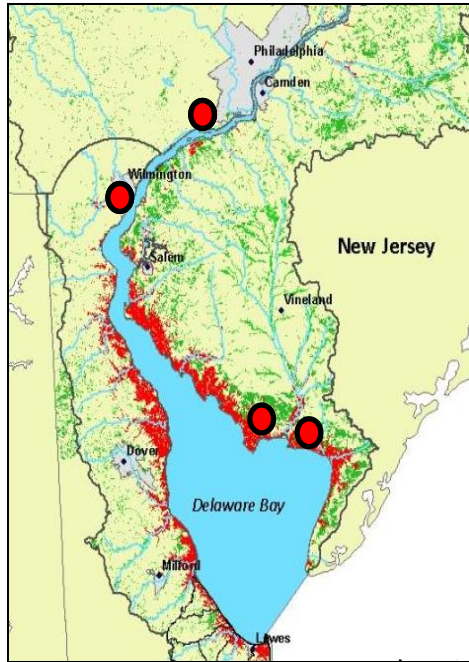 Philadelphia
Camden
Wilmington
New Jersey
Salem
Vineland
Dover
Delaware Bay
Milford
Lewes